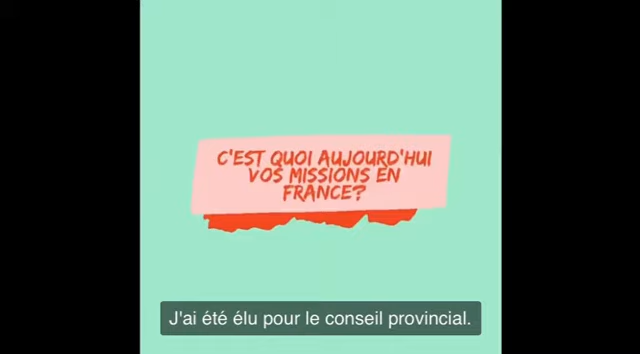 C'EST QUOI AUJOURD'HUI
VOS MISSIONS EN
FRANCE?
J'ai été élu pour le conseil provincial.